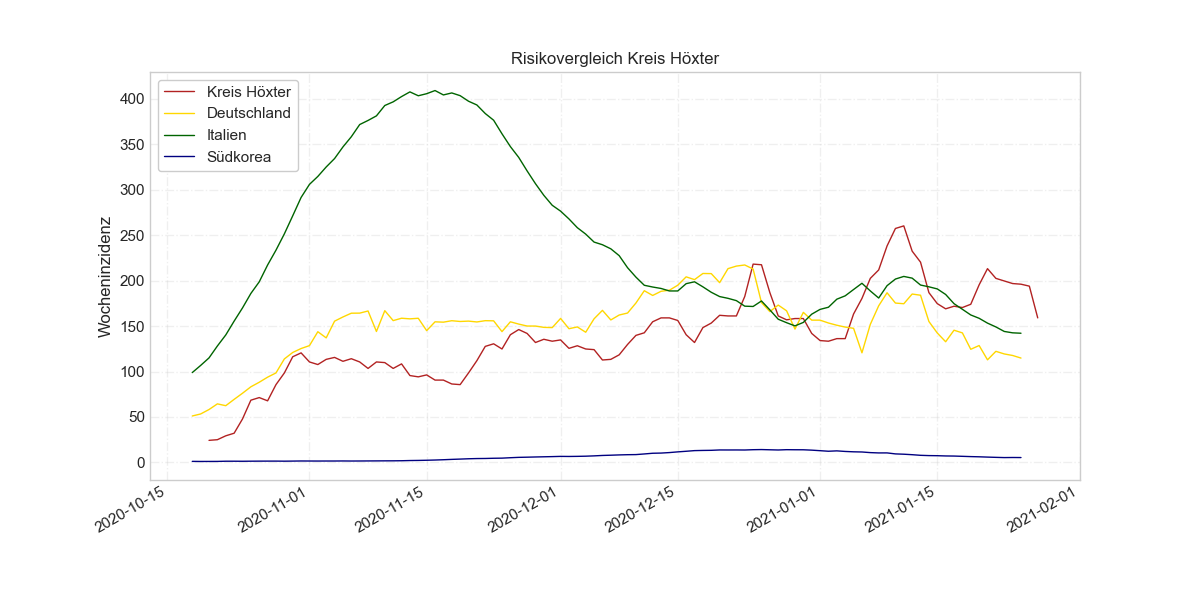 Risikovergleich Kreis Höxter
Kreis Höxter
Deutschland
Italien
Südkorea
Wocheninzidenz
400
350
300
250
200
150
100
50
0
2020-10-15
2020-11-01
2020-11-15
2020-12-01
2020-12-15
2021-01-01
2021-01-15
2021-02-01